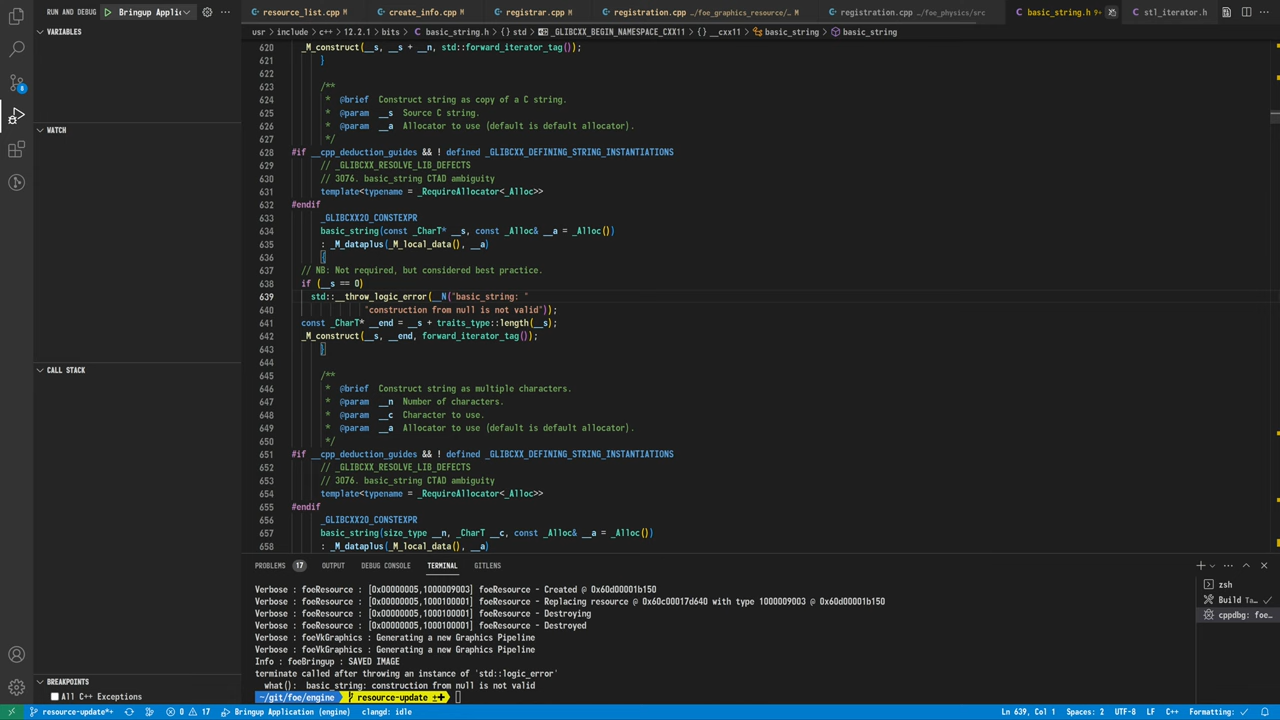 RUN AND DEBUG Bringup Applic ···
resource_list.cpp create_info.cpp registrar.cpp registration.cpp …/foe_graphics_resource/… registration.cpp …/foe_physics/src basic_string.h 9+ stl_iterator.h
usr > include > c++ > 12.2.1 > bits > basic_string.h > {} std > _GLIBCXX_BEGIN_NAMESPACE_CXX11 > {} __cxx11 > basic_string > basic_string
VARIABLES
WATCH
CALL STACK
BREAKPOINTS
All C++ Exceptions
620 _M_construct(__s, __s + __n, std::forward_iterator_tag());
621 }
622
623 /**
624 * @brief Construct string as copy of a C string.
625 * @param __s Source C string.
626 * @param __a Allocator to use (default is default allocator).
627 */
628 #if __cpp_deduction_guides && ! defined _GLIBCXX_DEFINING_STRING_INSTANTIATIONS
629 // _GLIBCXX_RESOLVE_LIB_DEFECTS
630 // 3076. basic_string CTAD ambiguity
631 template<typename = _RequireAllocator<_Alloc>>
632 #endif
633 _GLIBCXX20_CONSTEXPR
634 basic_string(const _CharT* __s, const _Alloc& __a = _Alloc())
635 : _M_dataplus(_M_local_data(), __a)
636 {
637 // NB: Not required, but considered best practice.
638 if (__s == 0)
639 std::__throw_logic_error(__N("basic_string: "
640 "construction from null is not valid"));
641 const _CharT* __end = __s + traits_type::length(__s);
642 _M_construct(__s, __end, forward_iterator_tag());
643 }
644
645 /**
646 * @brief Construct string as multiple characters.
647 * @param __n Number of characters.
648 * @param __c Character to use.
649 * @param __a Allocator to use (default is default allocator).
650 */
651 #if __cpp_deduction_guides && ! defined _GLIBCXX_DEFINING_STRING_INSTANTIATIONS
652 // _GLIBCXX_RESOLVE_LIB_DEFECTS
653 // 3076. basic_string CTAD ambiguity
654 template<typename = _RequireAllocator<_Alloc>>
655 #endif
656 _GLIBCXX20_CONSTEXPR
657 basic_string(size_type __n, _CharT __c, const _Alloc& __a = _Alloc())
658 : _M_dataplus(_M_local_data(), __a)
PROBLEMS 17 OUTPUT DEBUG CONSOLE TERMINAL GITLENS
Verbose : foeResource : [0x00000005,1000009003] foeResource - Created @ 0x60d00001b150
Verbose : foeResource : [0x00000005,1000100001] foeResource - Replacing resource @ 0x60c00017d640 with type 1000009003 @ 0x60d00001b150
Verbose : foeResource : [0x00000005,1000100001] foeResource - Destroying
Verbose : foeResource : [0x00000005,1000100001] foeResource - Destroyed
Verbose : foeVkGraphics : Generating a new Graphics Pipeline
Verbose : foeVkGraphics : Generating a new Graphics Pipeline
Info : foeBringup : SAVED IMAGE
terminate called after throwing an instance of 'std::logic_error'
what(): basic_string: construction from null is not valid
~/git/foe/engine resource-update ±✚
zsh
Build Ta…
cppdbg: foe…
resource-update*+ 0 17 Bringup Application (engine) clangd: idle Ln 639, Col 1 Spaces: 2 UTF-8 LF C++ Formatting: ✓